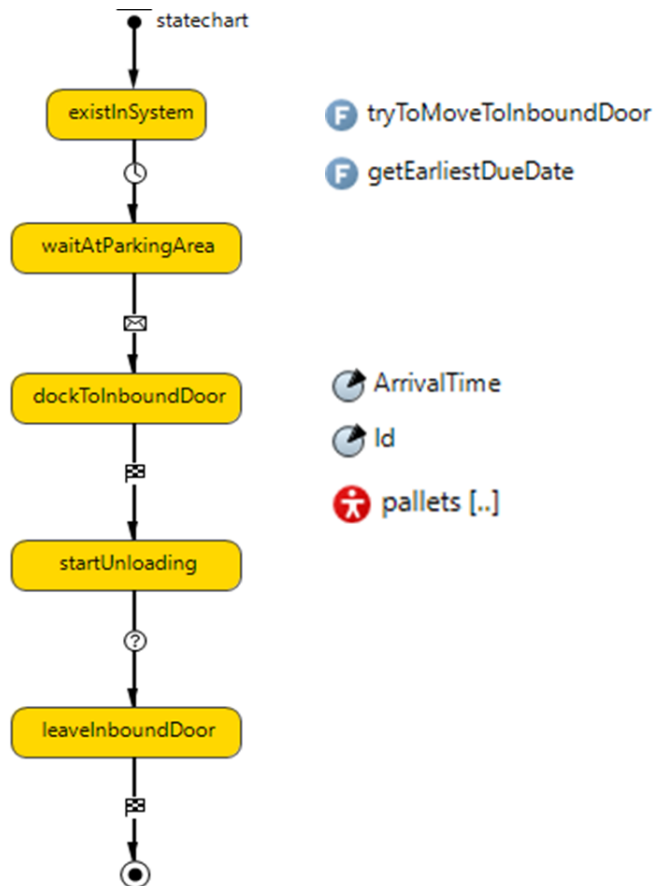 statechart
existInSystem
tryToMoveToInboundDoor
getEarliestDueDate
waitAtParkingArea
dockToInboundDoor
ArrivalTime
Id
pallets [..]
startUnloading
?
leaveInboundDoor